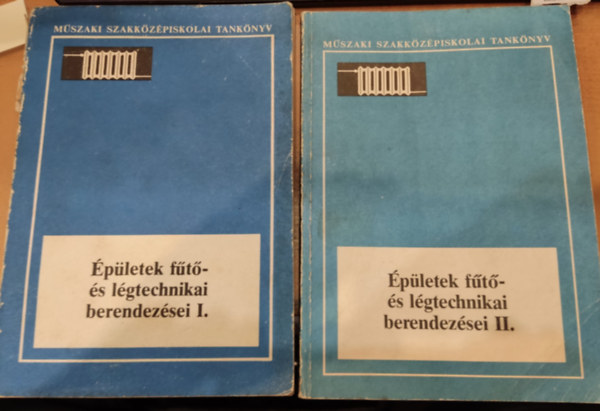 MŰSZAKI SZAKKÖZÉPISKOLAI TANKÖNYV
Épületek fűtő-
és légtechnikai
berendezései I.
MŰSZAKI SZAKKÖZÉPISKOLAI TANKÖNYV
Épületek fűtő-
és légtechnikai
berendezései II.